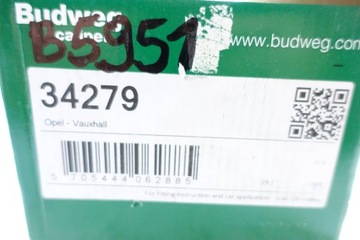 Budweg
caliper
B5951
www.budweg.com
34279
Opel - Vauxhall
5 705444 062885